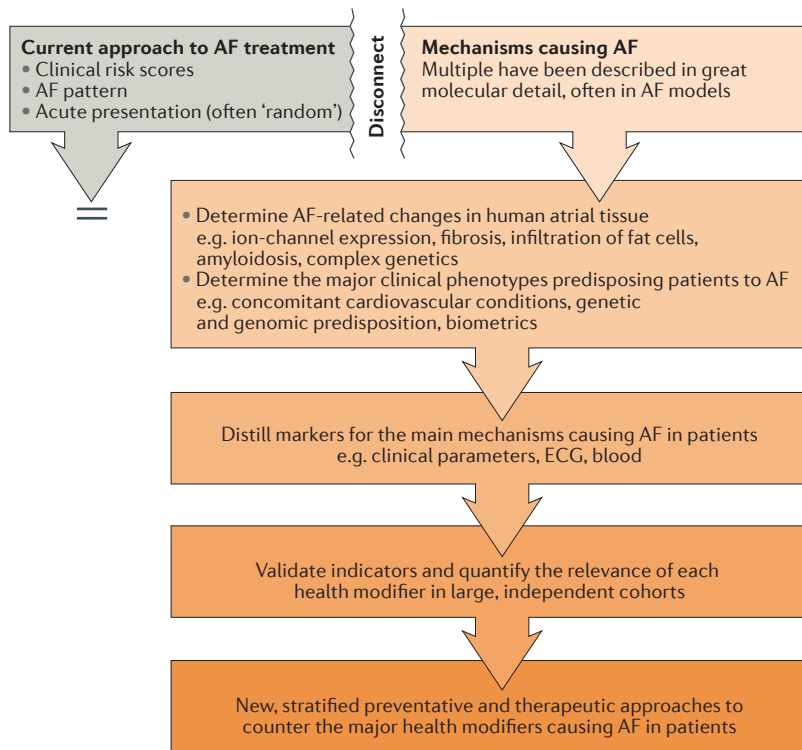 Current approach to AF treatment
• Clinical risk scores
• AF pattern
• Acute presentation (often ‘random’)
Disconnect
Mechanisms causing AF
Multiple have been described in great
molecular detail, often in AF models
=
• Determine AF-related changes in human atrial tissue
e.g. ion-channel expression, fibrosis, infiltration of fat cells,
amyloidosis, complex genetics
• Determine the major clinical phenotypes predisposing patients to AF
e.g. concomitant cardiovascular conditions, genetic
and genomic predisposition, biometrics
Distill markers for the main mechanisms causing AF in patients
e.g. clinical parameters, ECG, blood
Validate indicators and quantify the relevance of each
health modifier in large, independent cohorts
New, stratified preventative and therapeutic approaches to
counter the major health modifiers causing AF in patients